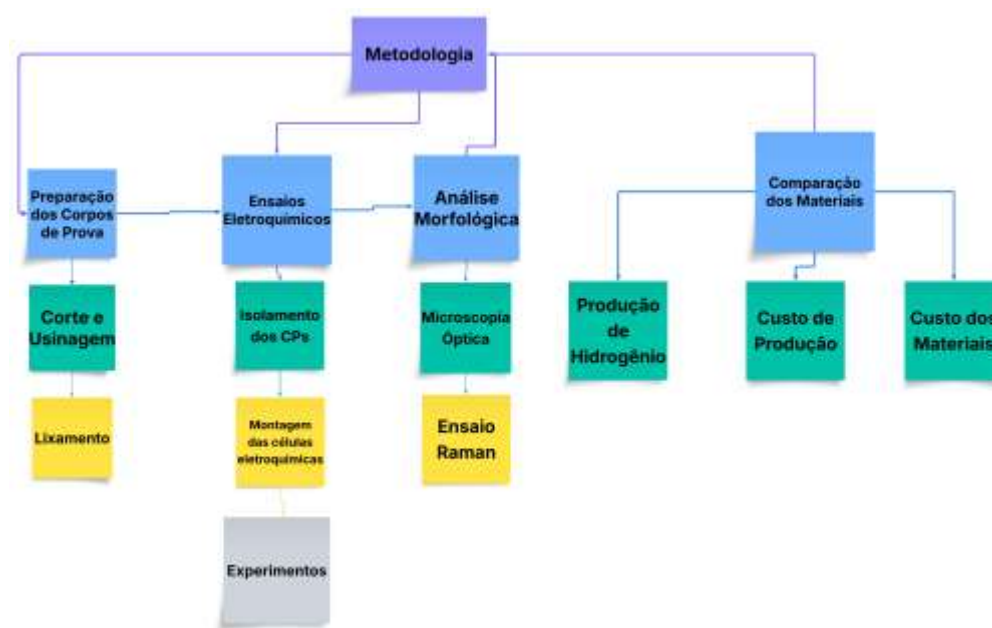 Metodologia
Preparação
dos Corpos
de Prova
Ensaios
Eletroquímicos
Análise
Morfológica
Comparação
dos Materiais
Corte e
Usinagem
Isolamento
dos CPs
Microscopia
Óptica
Produção
de
Hidrogênio
Custo de
Produção
Custo dos
Materiais
Lixamento
Montagem
das células
eletroquímicas
Ensaio
Raman
Experimentos